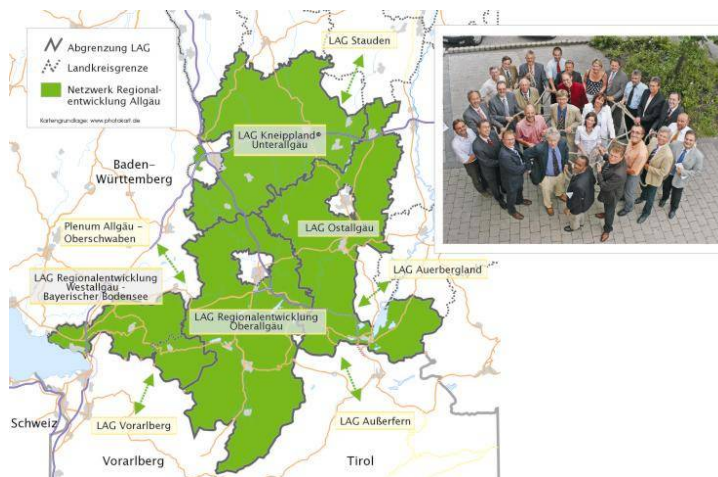 Abgrenzung LAG
Landkreisgrenze
Netzwerk Regional-
entwicklung Allgäu
Kartengrundlage: www.photokart.de
LAG Stauden
LAG Kneippland®
Unterallgäu
Baden-
Württemberg
Plenum Allgäu –
Oberschwaben
LAG Ostallgäu
LAG Regionalentwicklung
Westallgäu -
Bayerischer Bodensee
LAG Auerbergland
LAG Regionalentwicklung
Oberallgäu
Schweiz
LAG Vorarlberg
LAG Außerfern
Vorarlberg
Tirol